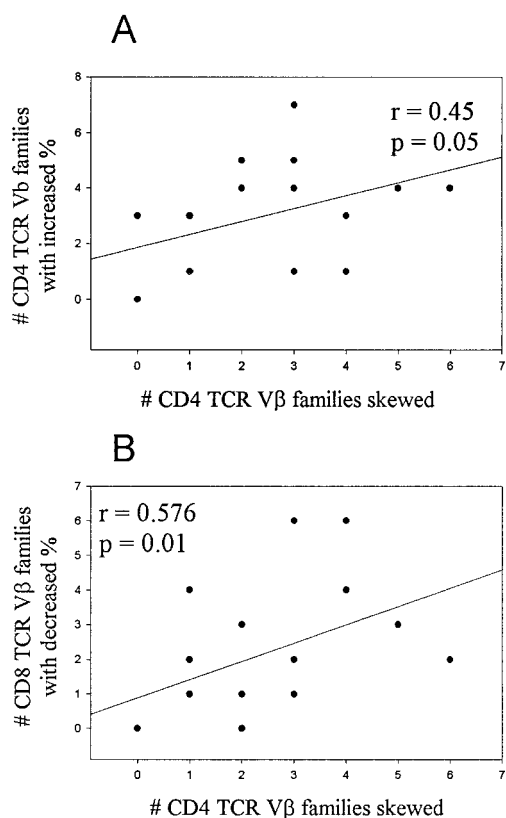 A
8
6
4
2
0
r = 0.45
p = 0.05
# CD4 TCR Vb families
with increased %
0 1 2 3 4 5 6 7
# CD4 TCR Vβ families skewed
B
7
6
5
4
3
2
1
0
r = 0.576
p = 0.01
# CD8 TCR Vβ families
with decreased %
0 1 2 3 4 5 6 7
# CD4 TCR Vβ families skewed